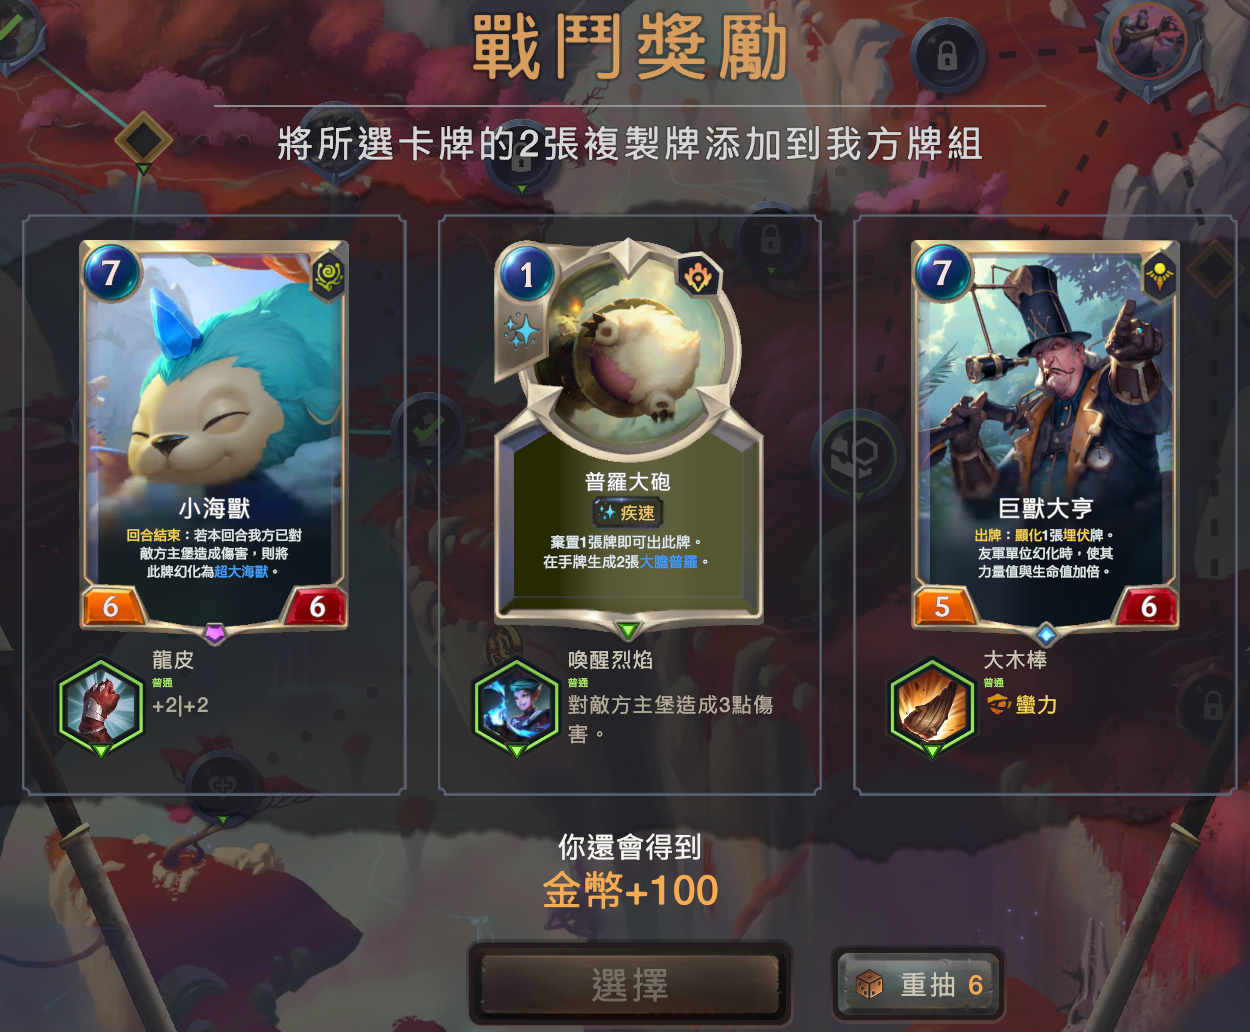 戰鬥獎勵
將所選卡牌的2張複製牌添加到我方牌組
7
小海獸
回合結束：若本回合我方已對
敵方主堡造成傷害，則將
此牌幻化為超大海獸。
6
6
龍皮
普通
+2|+2
1
普羅大砲
疾速
棄置1張牌即可出此牌。
在手牌生成2張大膽普羅。
喚醒烈焰
普通
對敵方主堡造成3點傷
害。
7
巨獸大亨
出牌：顯化1張埋伏牌。
友軍單位幻化時，使其
力量值與生命值加倍。
5
6
大木棒
普通
蠻力
你還會得到
金幣+100
選擇
重抽 6